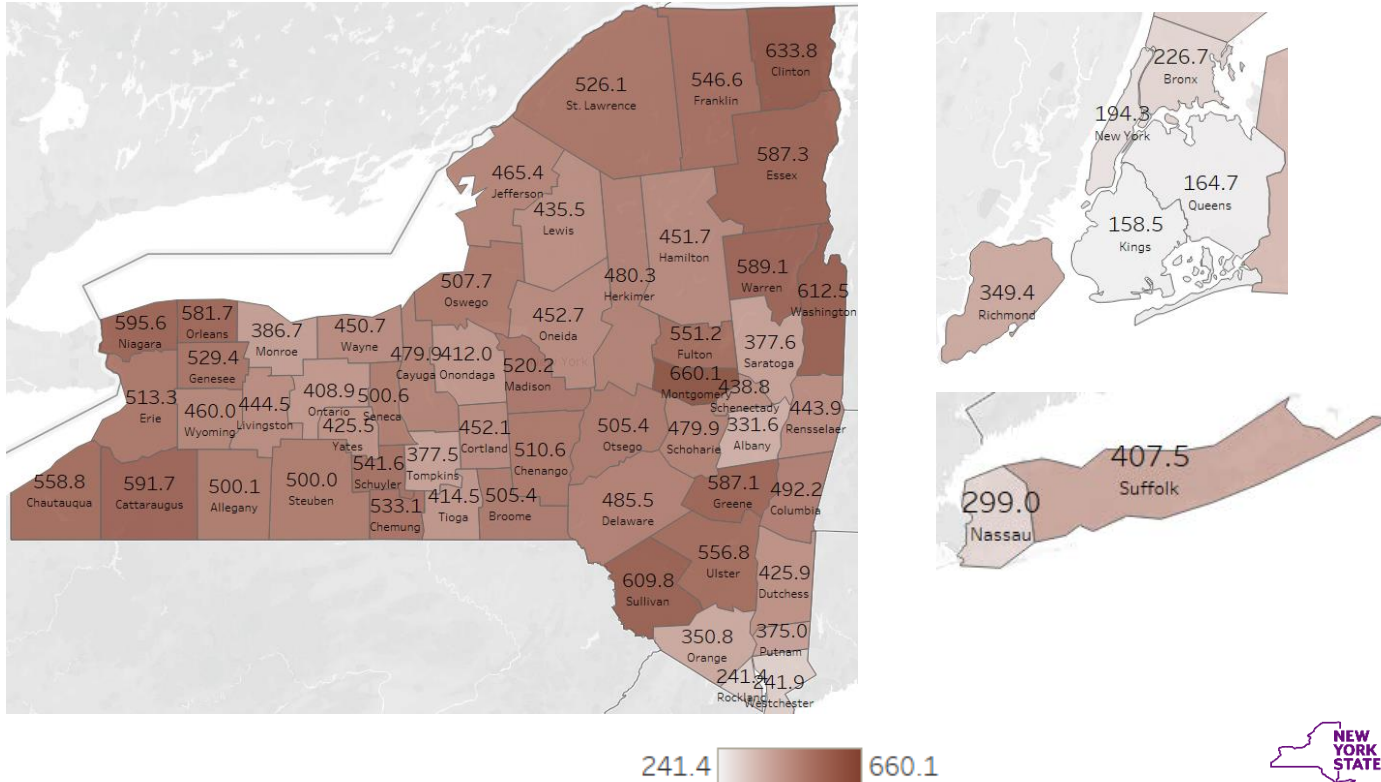 633.8
Clinton
546.6
Franklin
526.1
St. Lawrence
587.3
Essex
465.4
Jefferson
435.5
Lewis
451.7
Hamilton
480.3
Herkimer
589.1
Warren
612.5
Washington
507.7
Oswego
452.7
Oneida
551.2
Fulton
377.6
Saratoga
595.6
Niagara
581.7
Orleans
386.7
Monroe
450.7
Wayne
479.9
Cayuga
412.0
Onondaga
520.2
Madison
660.1
Montgomery
438.8
Schenectady
529.4
Genesee
513.3
Erie
460.0
Wyoming
444.5
Livingston
408.9
Ontario
500.6
Seneca
425.5
Yates
452.1
Cortland
510.6
Chenango
505.4
Otsego
479.9
Schoharie
331.6
Albany
443.9
Rensselaer
558.8
Chautauqua
591.7
Cattaraugus
500.1
Allegany
500.0
Steuben
541.6
Schuyler
377.5
Tompkins
533.1
Chemung
414.5
Tioga
505.4
Broome
485.5
Delaware
587.1
Greene
492.2
Columbia
609.8
Sullivan
556.8
Ulster
425.9
Dutchess
350.8
Orange
375.0
Putnam
241.4
Rockland
241.9
Westchester
226.7
Bronx
194.3
New York
164.7
Queens
158.5
Kings
349.4
Richmond
407.5
Suffolk
299.0
Nassau
241.4 660.1
NEW
YORK
STATE